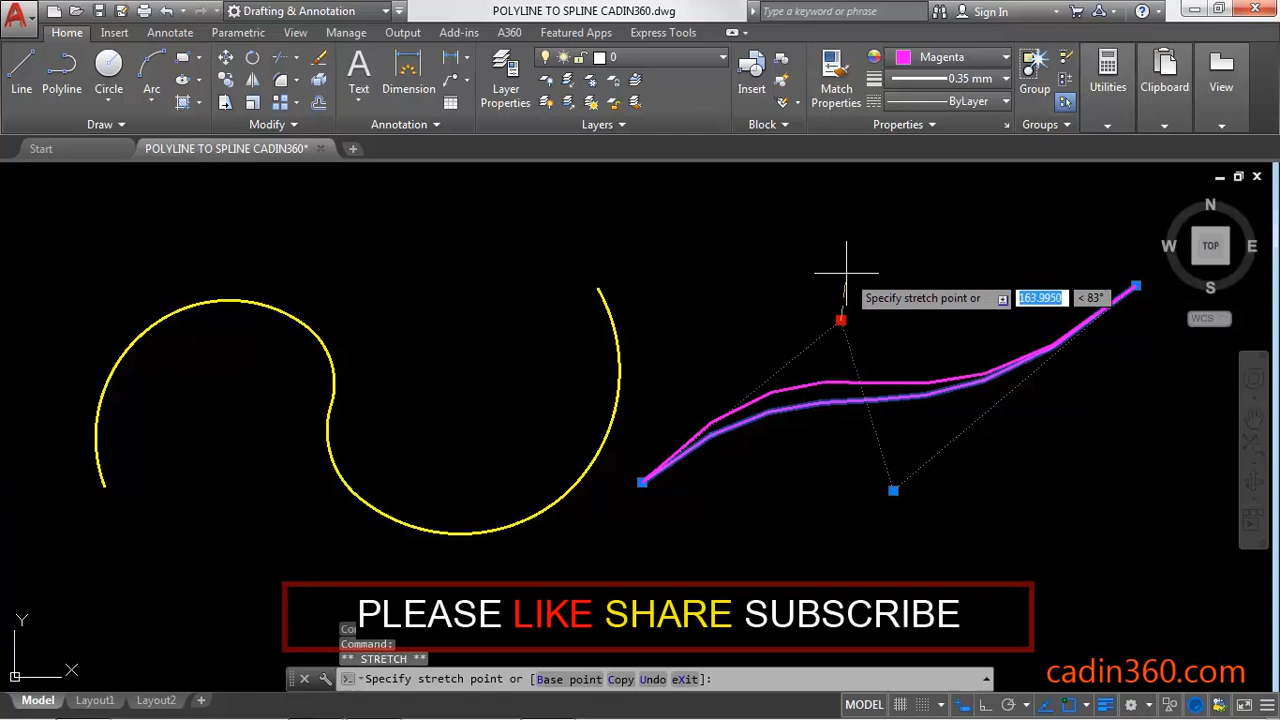 Drafting & Annotation
POLYLINE TO SPLINE CADIN360.dwg
Type a keyword or phrase
Sign In
Home
Insert
Annotate
Parametric
View
Manage
Output
Add-ins
A360
Featured Apps
Express Tools
Line
Polyline
Circle
Arc
Text
Dimension
Layer
Properties
0
Insert
Match
Properties
Magenta
0.35 mm
ByLayer
Group
Utilities
Clipboard
View
Draw
Modify
Annotation
Layers
Block
Properties
Groups
Start
POLYLINE TO SPLINE CADIN360*
N
W
TOP
E
S
WCS
Specify stretch point or
163.9950
< 83°
PLEASE LIKE SHARE SUBSCRIBE
Command:
** STRETCH **
Specify stretch point or [Base point Copy Undo eXit]:
cadin360.com
Y
X
Model
Layout1
Layout2
MODEL